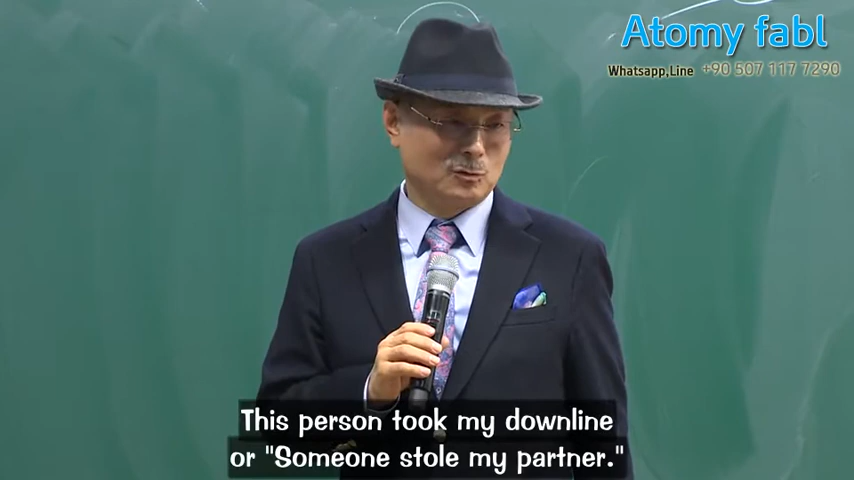 Atomy fabl
Whatsapp,Line +90 507 117 7290
This person took my downline
or "Someone stole my partner."